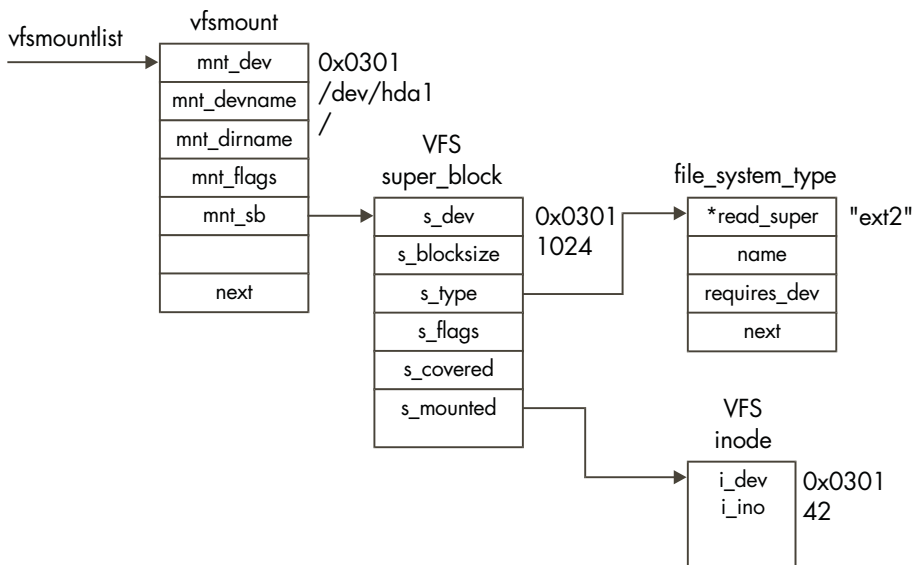 vfsmountlist
vfsmount
mnt_dev
0x0301
mnt_devname
/dev/hda1
mnt_dirname
/
mnt_flags
mnt_sb
next
VFS
super_block
s_dev
0x0301
s_blocksize
1024
s_type
s_flags
s_covered
s_mounted
file_system_type
*read_super
"ext2"
name
requires_dev
next
VFS
inode
i_dev
0x0301
i_ino
42